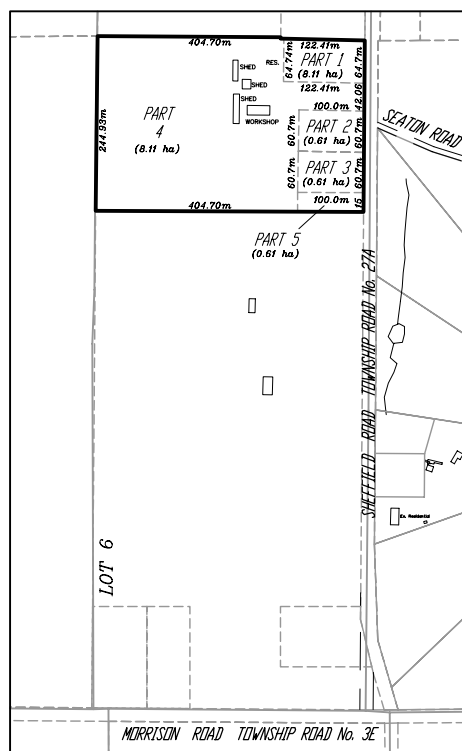 404.70m
122.41m
PART 1
(8.11 ha)
64.74m
64.7m
RES.
SHED
SHED
SHED
WORKSHOP
122.41m
42.06
100.0m
PART
4
(8.11 ha)
244.93m
PART 2
(0.61 ha)
60.7m
60.7m
PART 3
(0.61 ha)
60.7m
60.7m
100.0m
15
404.70m
PART 5
(0.61 ha)
SEATON ROAD
SHEFFIELD ROAD TOWNSHIP ROAD No. 27A
Ex. Residential
LOT 6
MORRISON ROAD TOWNSHIP ROAD No. 3E